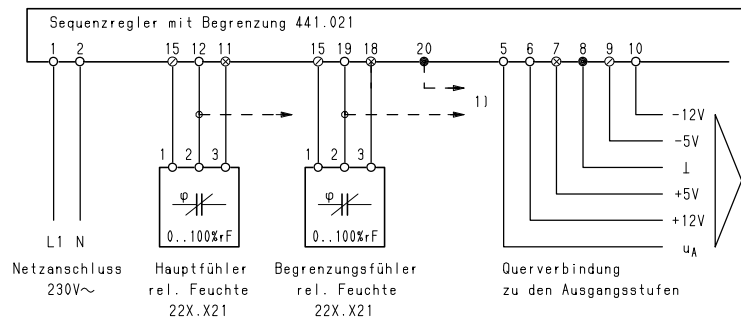 Sequenzregler mit Begrenzung 441.021
1 2 15 12 11 15 19 18 20 5 6 7 8 9 10
1)
-12V
-5V
⊥
+5V
+12V
uA
1 2 3 1 2 3
φ φ
0..100%rF 0..100%rF
L1 N
Netzanschluss
230V~
Hauptfühler
rel. Feuchte
22X.X21
Begrenzungsfühler
rel. Feuchte
22X.X21
Querverbindung
zu den Ausgangsstufen